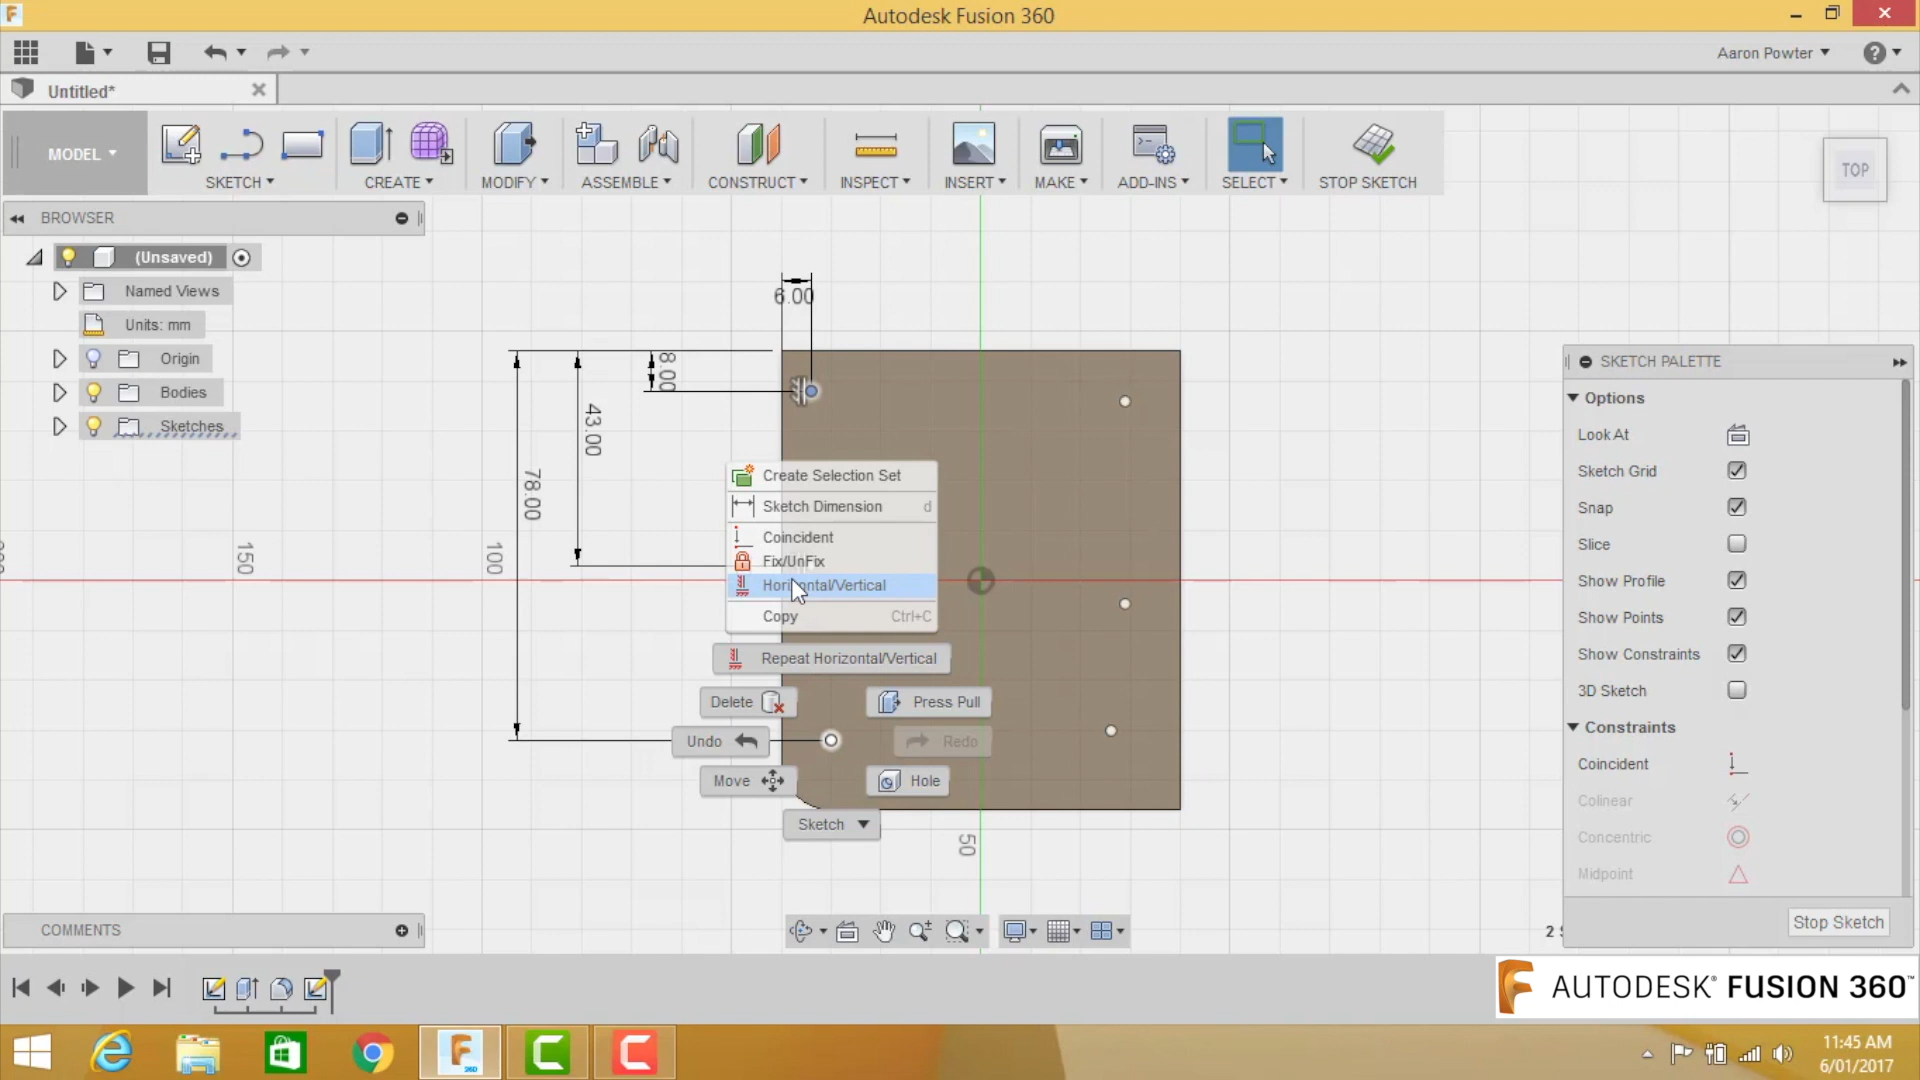 Autodesk Fusion 360
Aaron Powter
Untitled*
MODEL
SKETCH
CREATE
MODIFY
ASSEMBLE
CONSTRUCT
INSPECT
INSERT
MAKE
ADD-INS
SELECT
STOP SKETCH
TOP
BROWSER
(Unsaved)
Named Views
Units: mm
Origin
Bodies
Sketches
6.00
8.00
43.00
78.00
150
100
50
Create Selection Set
Sketch Dimension d
Coincident
Fix/UnFix
Horizontal/Vertical
Copy Ctrl+C
Repeat Horizontal/Vertical
Delete
Press Pull
Undo
Redo
Move
Hole
Sketch
SKETCH PALETTE
Options
Look At
Sketch Grid
Snap
Slice
Show Profile
Show Points
Show Constraints
3D Sketch
Constraints
Coincident
Colinear
Concentric
Midpoint
Stop Sketch
COMMENTS
2
AUTODESK® FUSION 360™
11:45 AM
6/01/2017